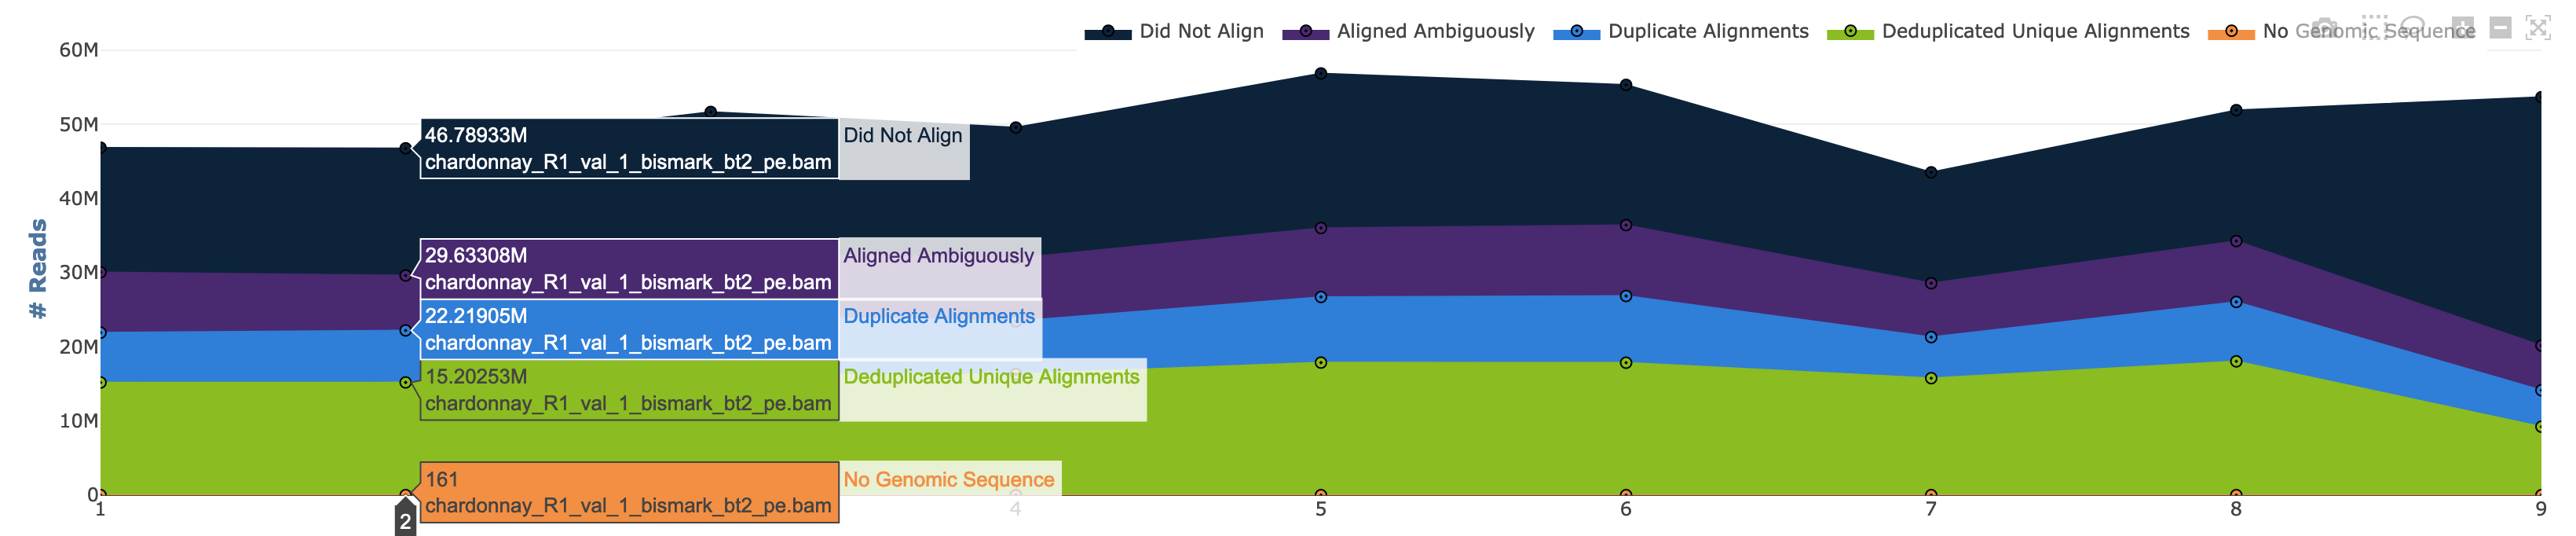 Did Not Align
Aligned Ambiguously
Duplicate Alignments
Deduplicated Unique Alignments
No Genomic Sequence
# Reads
60M
50M
40M
30M
20M
10M
0
46.78933M
chardonnay_R1_val_1_bismark_bt2_pe.bam
Did Not Align
29.63308M
chardonnay_R1_val_1_bismark_bt2_pe.bam
Aligned Ambiguously
22.21905M
chardonnay_R1_val_1_bismark_bt2_pe.bam
Duplicate Alignments
15.20253M
chardonnay_R1_val_1_bismark_bt2_pe.bam
Deduplicated Unique Alignments
161
chardonnay_R1_val_1_bismark_bt2_pe.bam
No Genomic Sequence
1
2
4
5
6
7
8
9